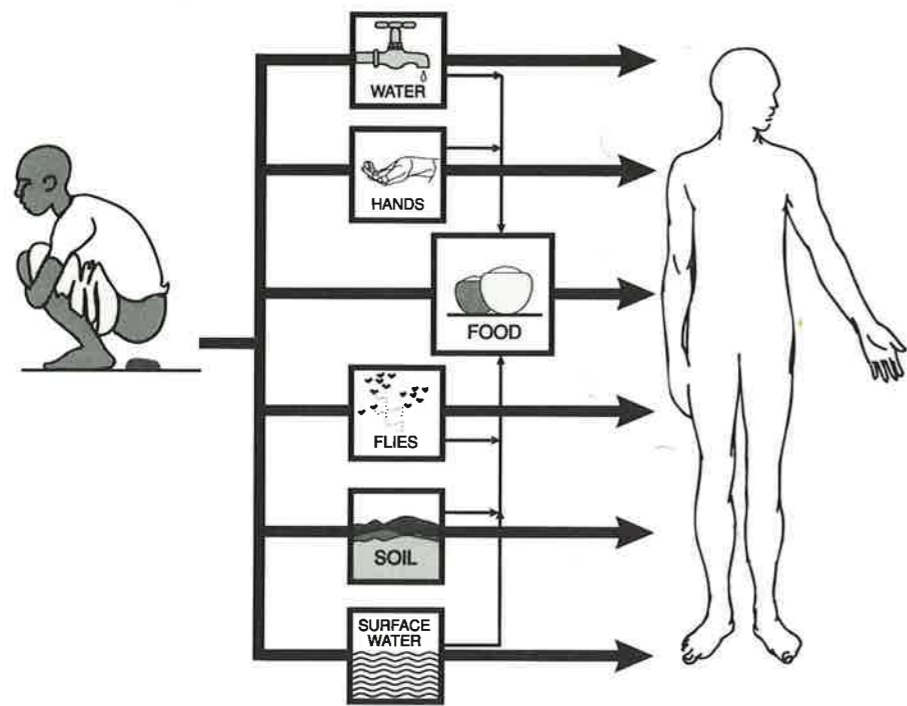 WATER
HANDS
FOOD
FLIES
SOIL
SURFACE
WATER